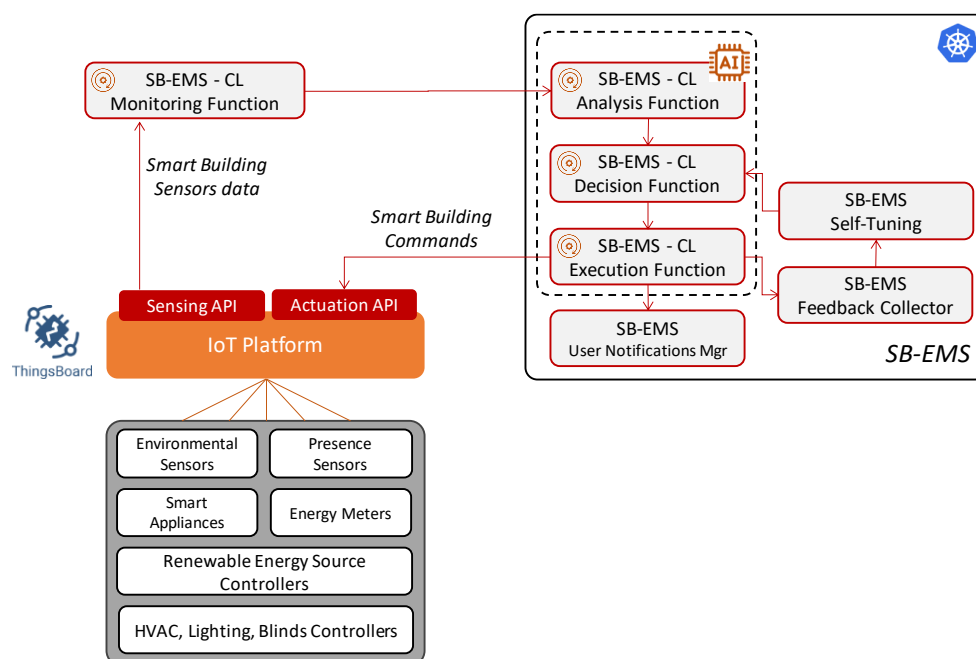 SB-EMS - CL
Monitoring Function
AI
SB-EMS - CL
Analysis Function
Smart Building
Sensors data
SB-EMS - CL
Decision Function
Smart Building
Commands
SB-EMS
Self-Tuning
SB-EMS - CL
Execution Function
SB-EMS
Feedback Collector
Sensing API
Actuation API
SB-EMS
User Notifications Mgr
SB-EMS
IoT Platform
ThingsBoard
Environmental
Sensors
Presence
Sensors
Smart
Appliances
Energy Meters
Renewable Energy Source
Controllers
HVAC, Lighting, Blinds Controllers